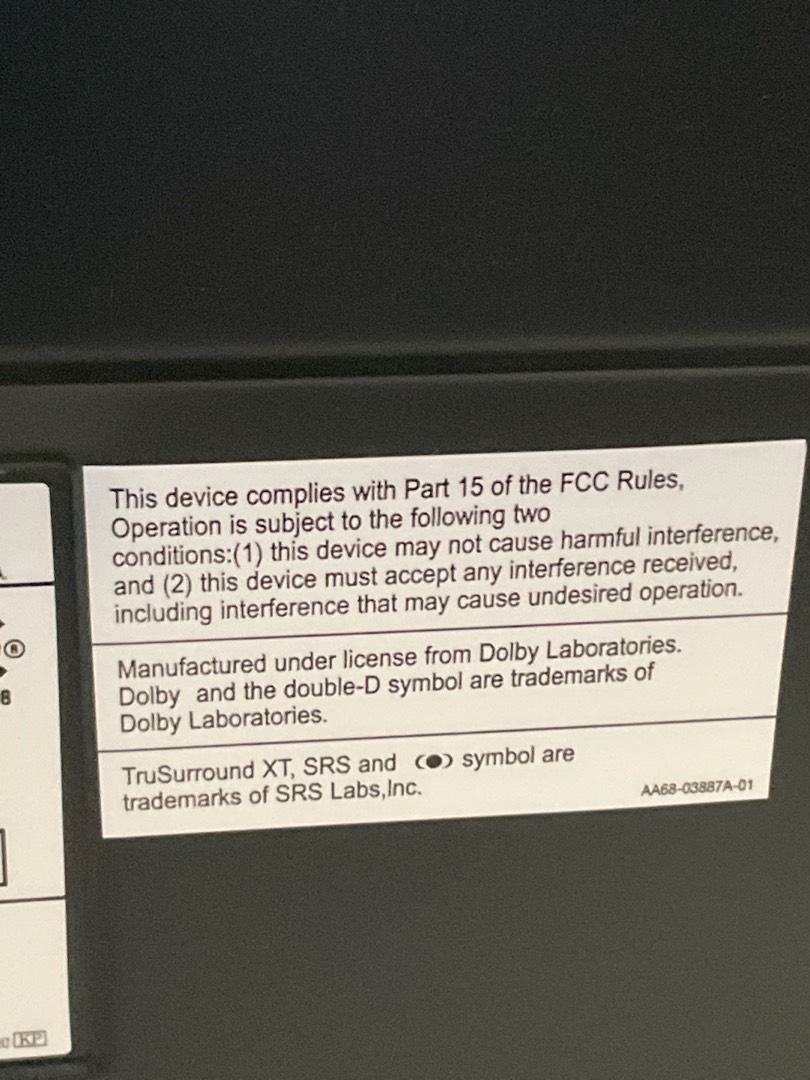 This device complies with Part 15 of the FCC Rules,
Operation is subject to the following two
conditions:(1) this device may not cause harmful interference,
and (2) this device must accept any interference received,
including interference that may cause undesired operation.
Manufactured under license from Dolby Laboratories.
Dolby and the double-D symbol are trademarks of
Dolby Laboratories.
TruSurround XT, SRS and (●) symbol are
trademarks of SRS Labs,Inc.
AA68-03887A-01
®
8
KP